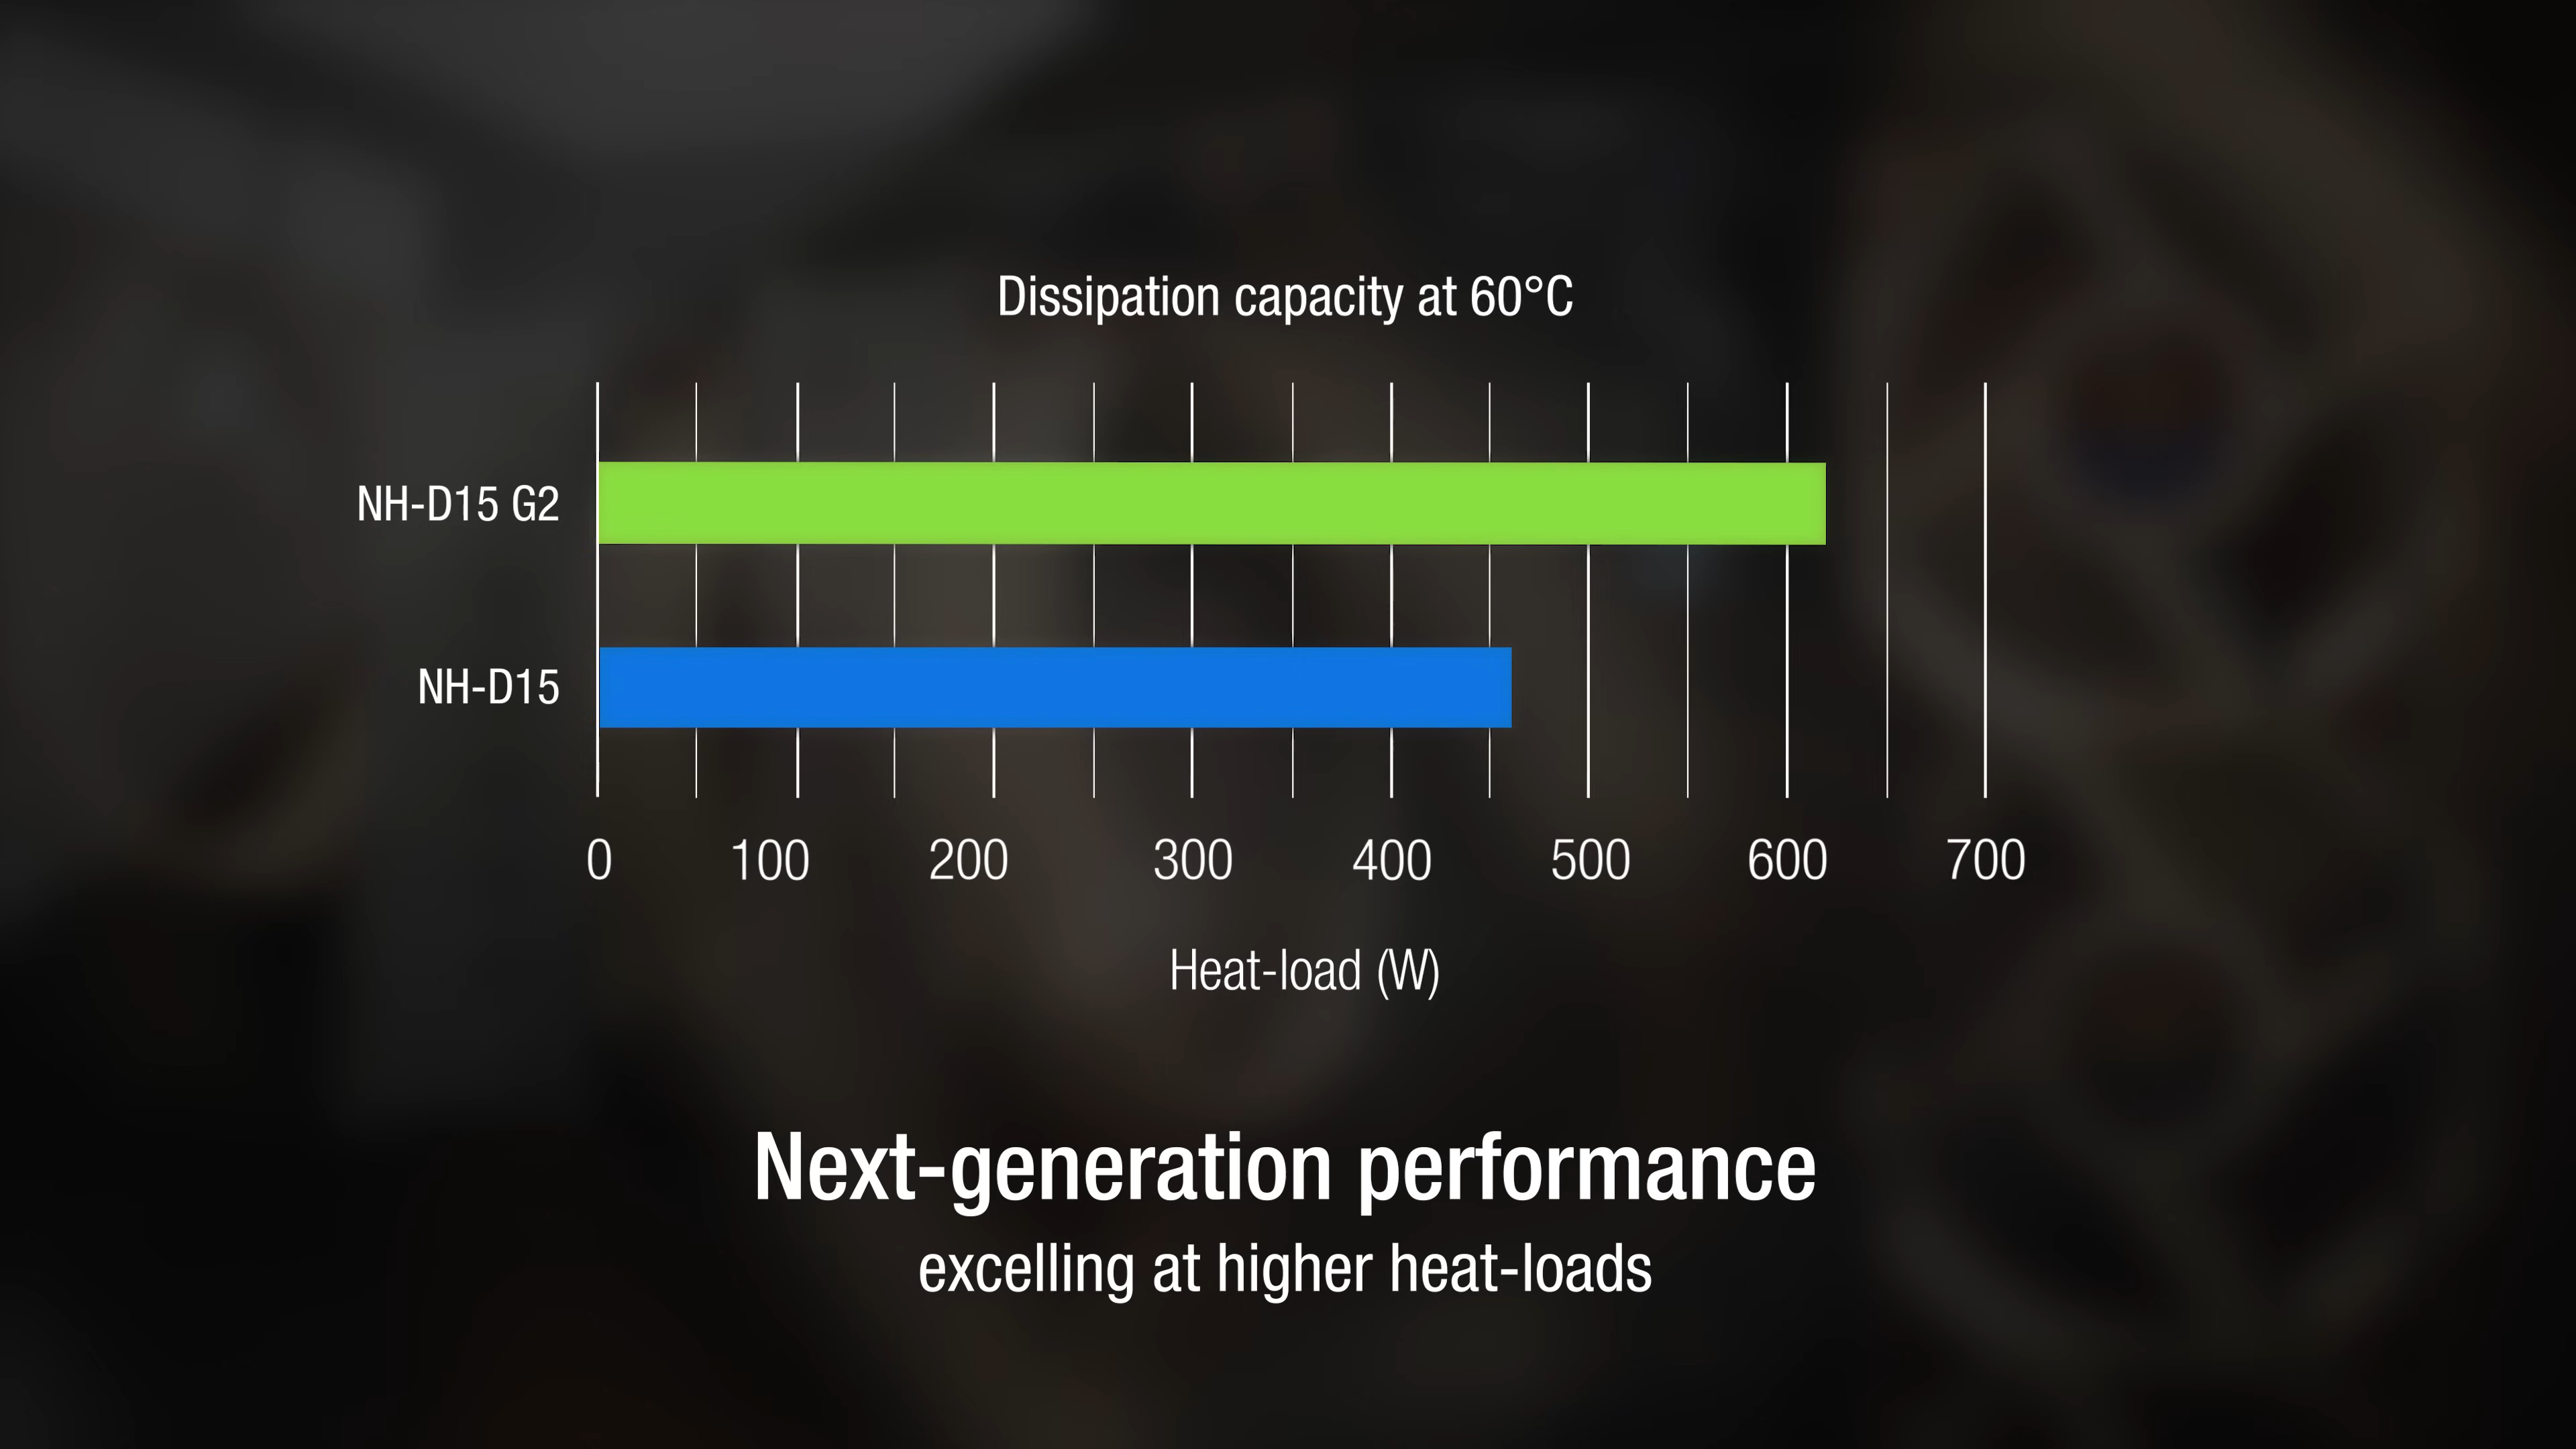 Dissipation capacity at 60°C
NH-D15 G2
NH-D15
0 100 200 300 400 500 600 700
Heat-load (W)
Next-generation performance
excelling at higher heat-loads